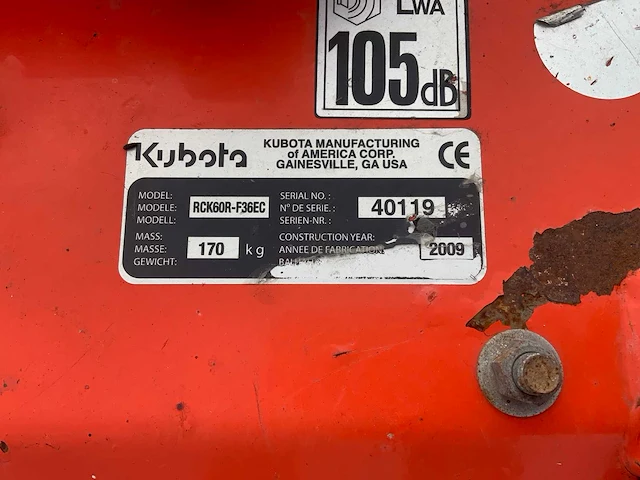 LWA
105dB
Kubota
KUBOTA MANUFACTURING
of AMERICA CORP.
GAINESVILLE, GA USA
CE
MODEL:
MODELE:
MODELL:
RCK60R-F36EC
SERIAL NO.:
Nº DE SERIE.:
SERIEN-NR.:
40119
MASS:
MASSE:
GEWICHT:
170 kg
CONSTRUCTION YEAR:
ANNEE DE FABRICATION:
2009